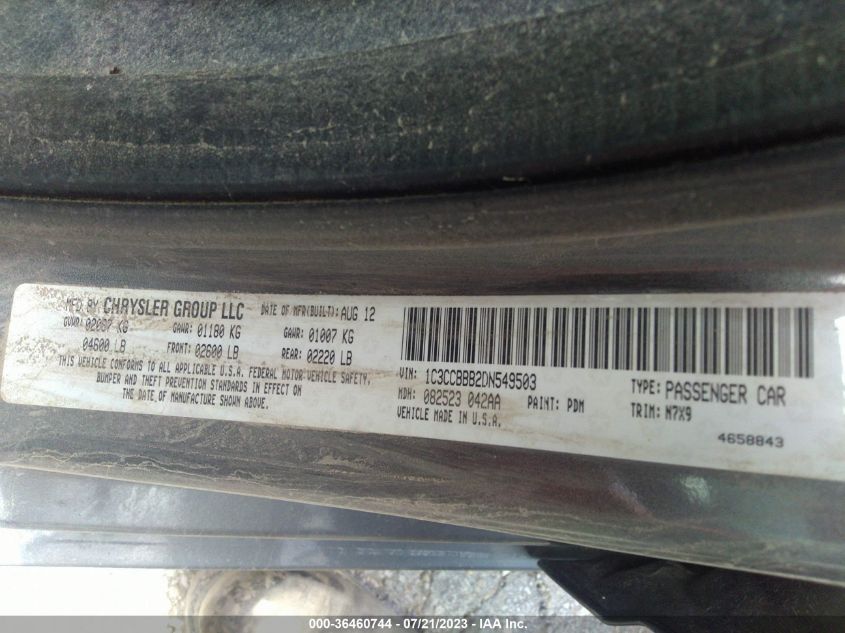 MFD BY CHRYSLER GROUP LLC DATE OF MFR(BUILT): AUG 12
GVWR 02087 KG GAWR: 01180 KG GAWR: 01007 KG
04600 LB FRONT: 02600 LB REAR: 02220 LB
THIS VEHICLE CONFORMS TO ALL APPLICABLE U.S.A. FEDERAL MOTOR VEHICLE SAFETY,
BUMPER AND THEFT PREVENTION STANDARDS IN EFFECT ON
THE DATE OF MANUFACTURE SHOWN ABOVE.
VIN: 1C3CCBBB2DN549503 TYPE: PASSENGER CAR
MDH: 082523 042AA PAINT: PDM TRIM: M7X9
VEHICLE MADE IN U.S.A.
4658843
000-36460744 / 07/21/2023 - IAA Inc.